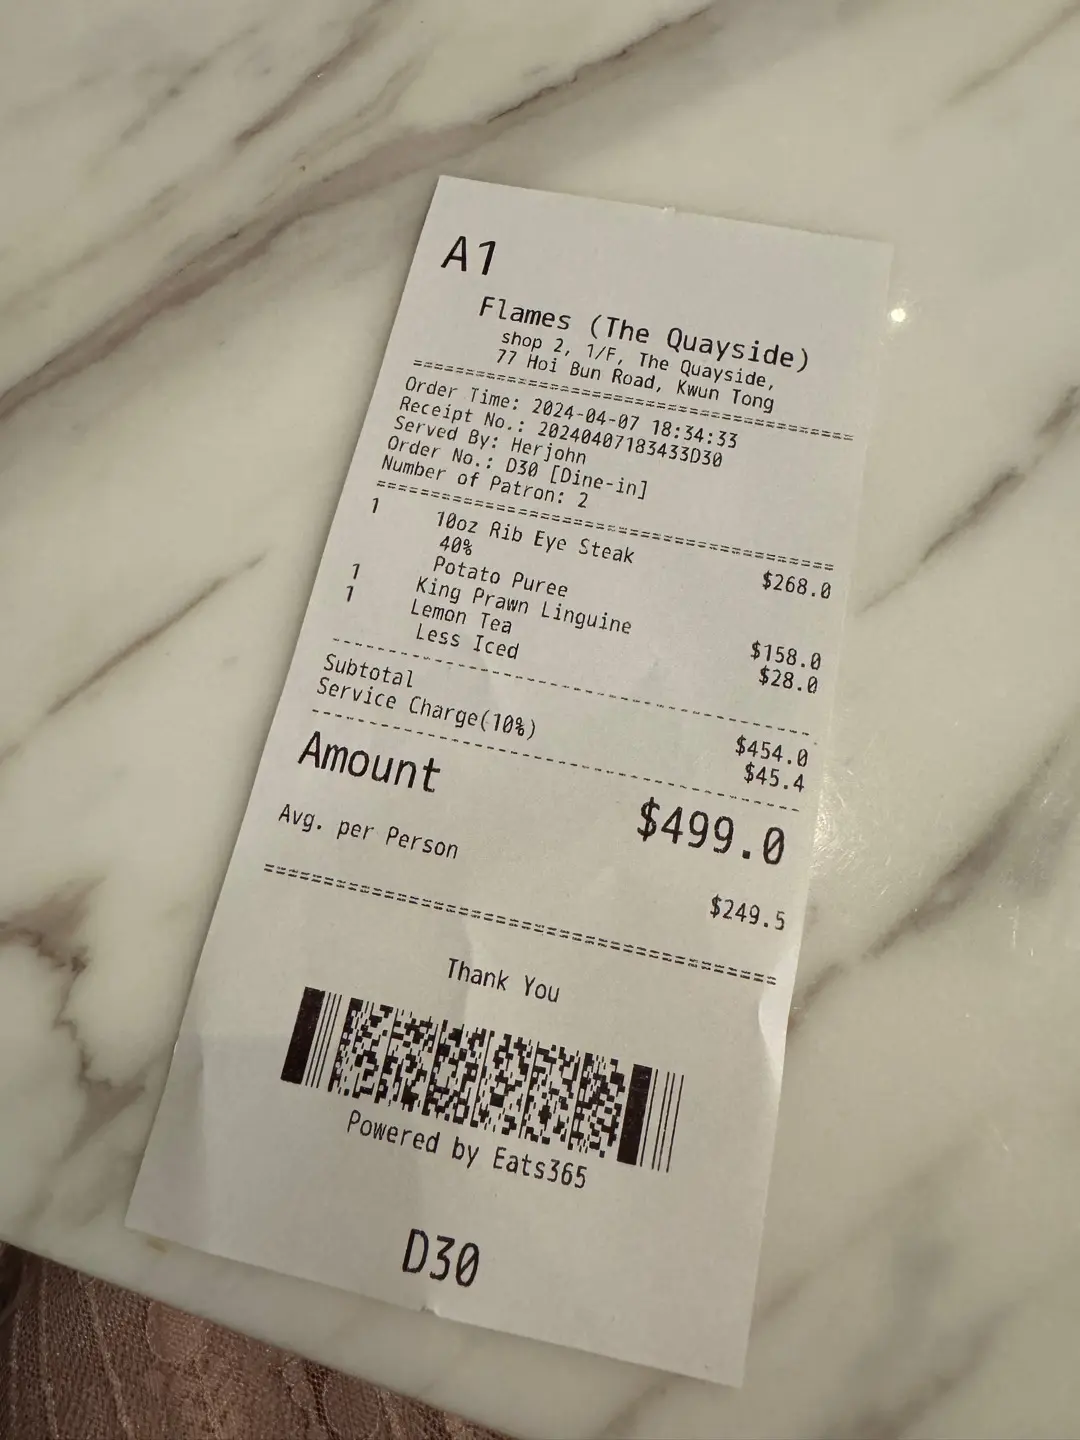 A1
Flames (The Quayside)
shop 2, 1/F, The Quayside,
77 Hoi Bun Road, Kwun Tong
========================================
Order Time: 2024-04-07 18:34:33
Receipt No.: 20240407183433D30
Served By: Herjohn
Order No.: D30 [Dine-in]
Number of Patron: 2
========================================
1 10oz Rib Eye Steak $268.0
40%
Potato Puree
1 King Prawn Linguine $158.0
1 Lemon Tea $28.0
Less Iced
----------------------------------------
Subtotal $454.0
Service Charge(10%) $45.4
----------------------------------------
Amount $499.0
Avg. per Person $249.5
========================================
Thank You
Powered by Eats365
D30